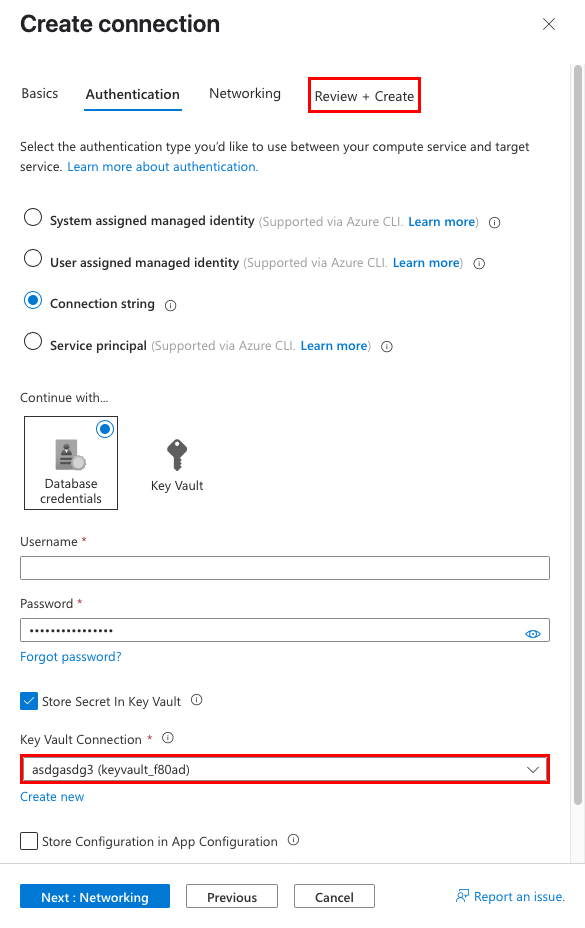 Create connection
Basics Authentication Networking Review + Create
Select the authentication type you’d like to use between your compute service and target
service. Learn more about authentication.
System assigned managed identity (Supported via Azure CLI. Learn more)
User assigned managed identity (Supported via Azure CLI. Learn more)
Connection string
Service principal (Supported via Azure CLI. Learn more)
Continue with...
Database
credentials
Key Vault
Username *
Password *
••••••••••••••••
Forgot password?
Store Secret In Key Vault
Key Vault Connection *
asdgasdg3 (keyvault_f80ad)
Create new
Store Configuration in App Configuration
Next : Networking Previous Cancel Report an issue.